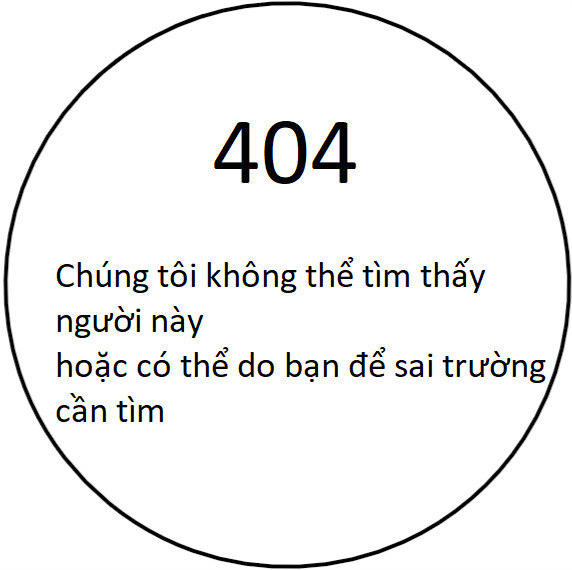 404
Chúng tôi không thể tìm thấy
người này
hoặc có thể do bạn để sai trường
cần tìm